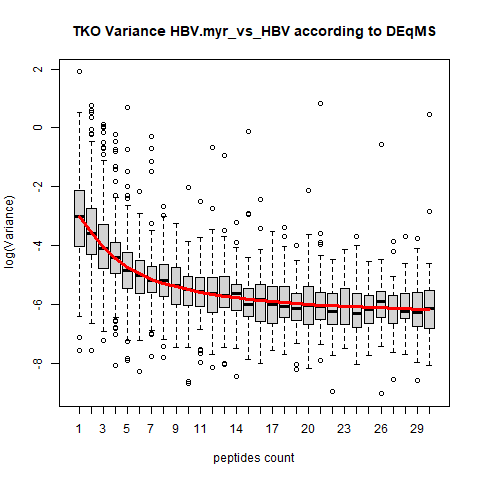 TKO Variance HBV.myr_vs_HBV according to DEqMS
log(Variance)
2
0
-2
-4
-6
-8
1 3 5 7 9 11 14 17 20 23 26 29
peptides count